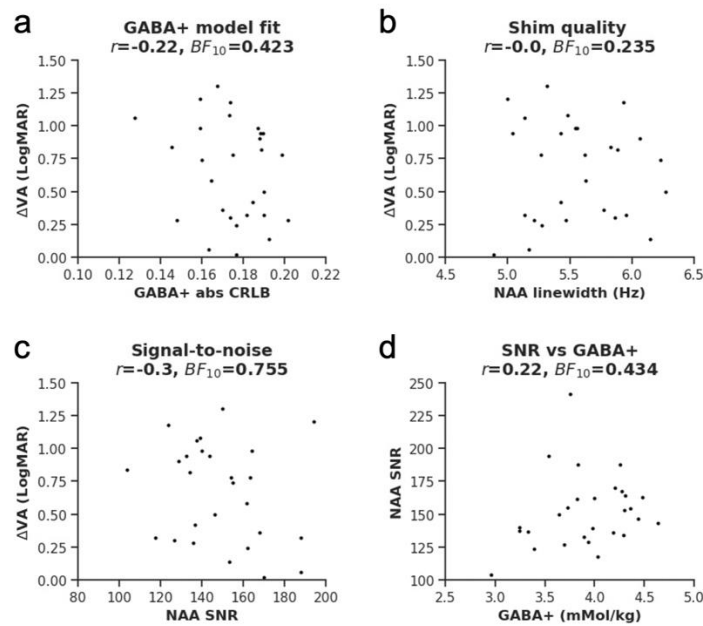 a
GABA+ model fit
r=-0.22, BF10=0.423
ΔVA (LogMAR)
1.50
1.25
1.00
0.75
0.50
0.25
0.00
0.10 0.12 0.14 0.16 0.18 0.20 0.22
GABA+ abs CRLB
b
Shim quality
r=-0.0, BF10=0.235
ΔVA (LogMAR)
1.50
1.25
1.00
0.75
0.50
0.25
0.00
4.5 5.0 5.5 6.0 6.5
NAA linewidth (Hz)
c
Signal-to-noise
r=-0.3, BF10=0.755
ΔVA (LogMAR)
1.50
1.25
1.00
0.75
0.50
0.25
0.00
80 100 120 140 160 180 200
NAA SNR
d
SNR vs GABA+
r=0.22, BF10=0.434
NAA SNR
250
225
200
175
150
125
100
2.5 3.0 3.5 4.0 4.5 5.0
GABA+ (mMol/kg)